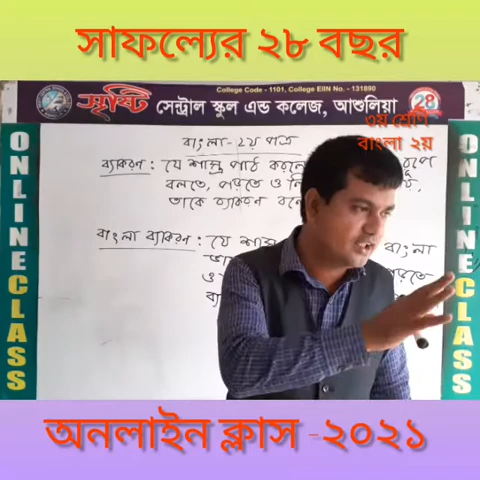 সাফল্যের ২৮ বছর
College Code - 1101, College EIIN No. - 131890
সৃষ্টি সেন্ট্রাল স্কুল এন্ড কলেজ, আশুলিয়া
28
৩য় শ্রেণি
বাংলা ২য়
ONLINE CLASS
ONLINE CLASS
বাংলা-২য় পত্র
ব্যাকরণ : যে শাস্ত্র পাঠ করলে
বলতে, পড়তে ও
তাকে ব্যাকরণ বলে
বাংলা ব্যাকরণ : যে বাংলা
ও পড়তে
অনলাইন ক্লাস -২০২১